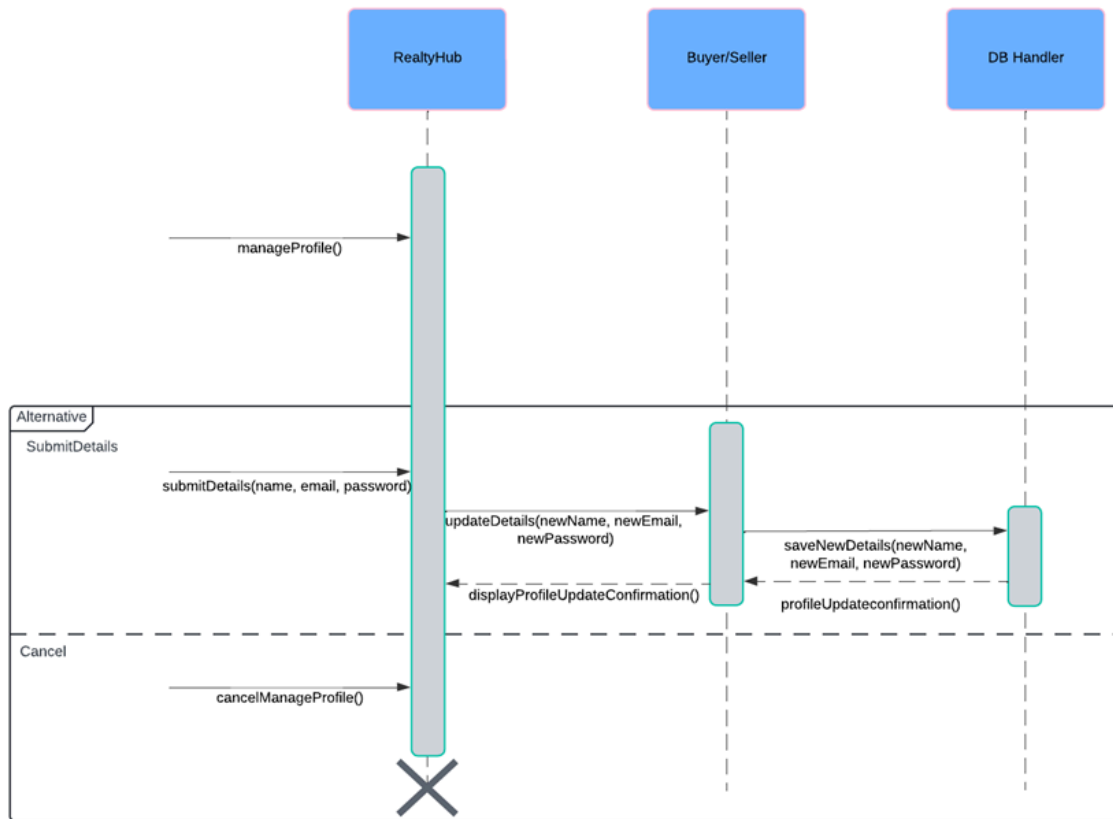 RealtyHub
Buyer/Seller
DB Handler
manageProfile()
Alternative
SubmitDetails
submitDetails(name, email, password)
updateDetails(newName, newEmail,
newPassword)
saveNewDetails(newName,
newEmail, newPassword)
displayProfileUpdateConfirmation()
profileUpdateconfirmation()
Cancel
cancelManageProfile()